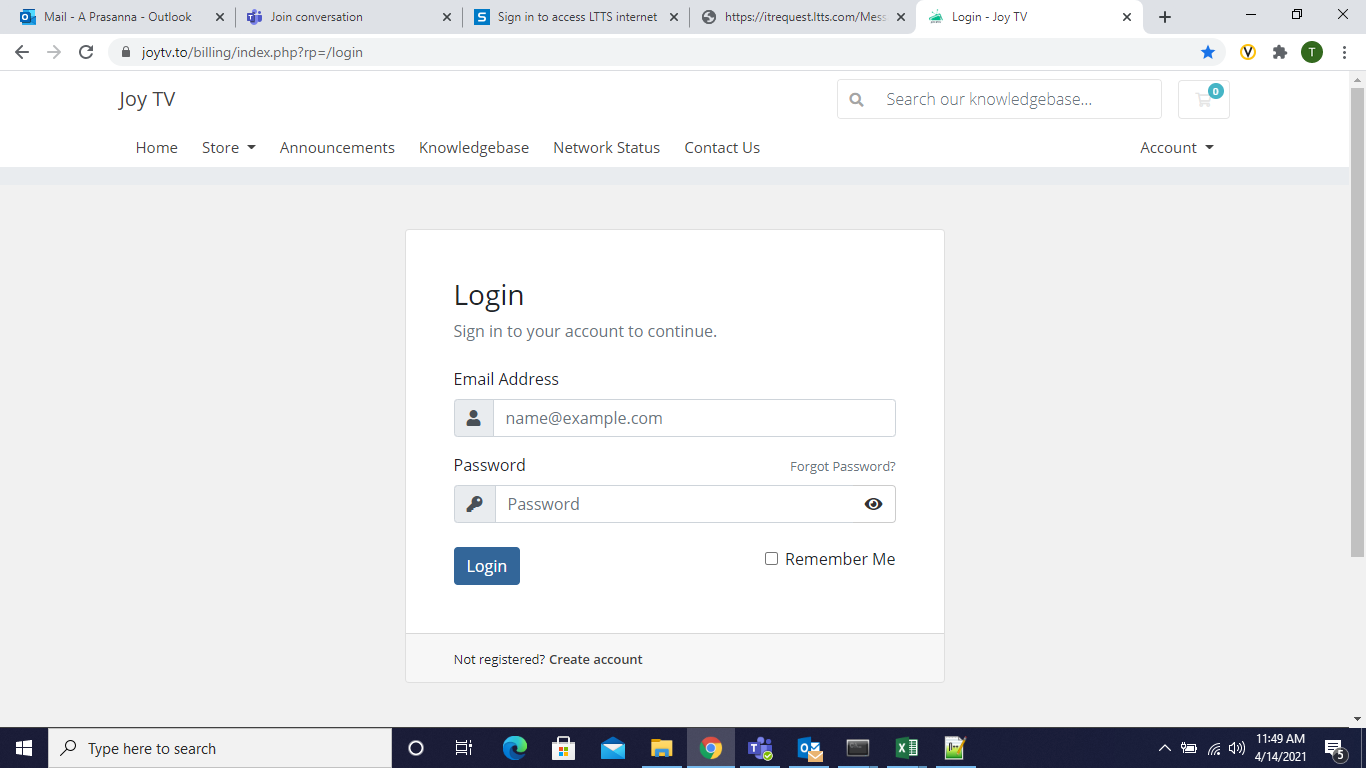 Mail - A Prasanna - Outlook
Join conversation
Sign in to access LTTS internet
https://itrequest.ltts.com/Mess
Login - Joy TV
joytv.to/billing/index.php?rp=/login
T
Joy TV
Search our knowledgebase...
0
Home
Store
Announcements
Knowledgebase
Network Status
Contact Us
Account
Login
Sign in to your account to continue.
Email Address
name@example.com
Password
Forgot Password?
Password
Login
Remember Me
Not registered? Create account
Type here to search
11:49 AM
4/14/2021
5